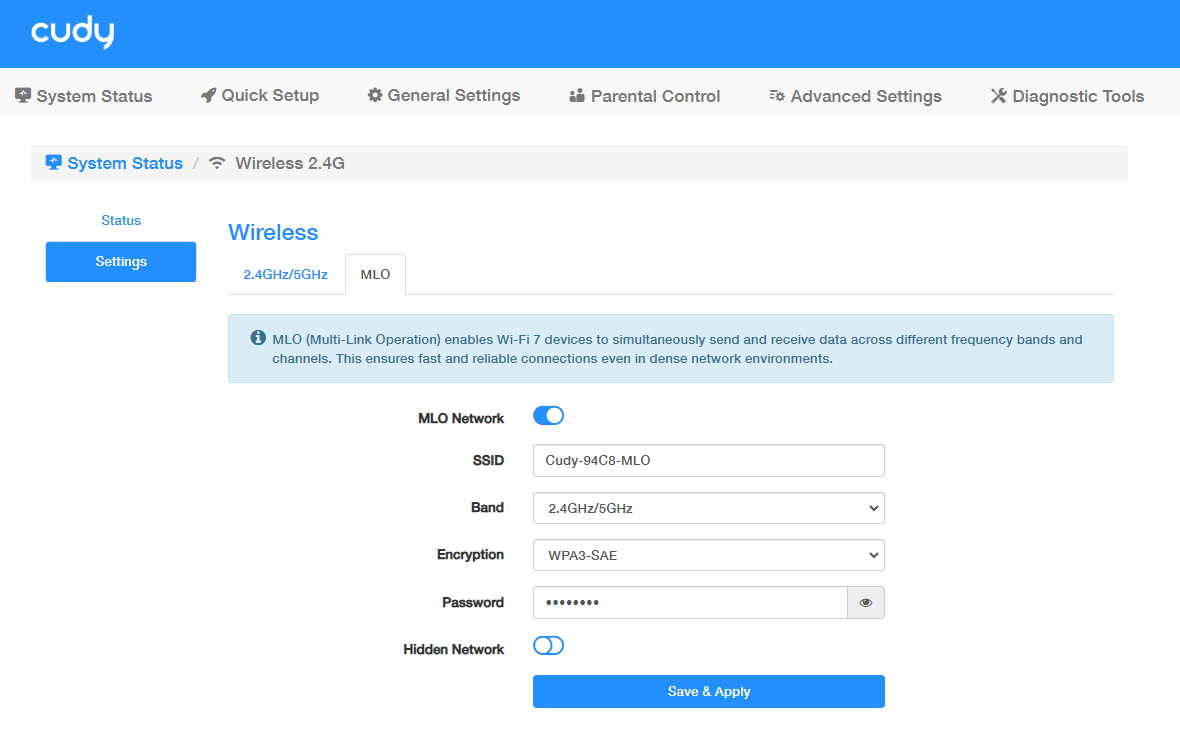 cudy
System Status Quick Setup General Settings Parental Control Advanced Settings Diagnostic Tools
System Status / Wireless 2.4G
Status
Settings
Wireless
2.4GHz/5GHz MLO
MLO (Multi-Link Operation) enables Wi-Fi 7 devices to simultaneously send and receive data across different frequency bands and
channels. This ensures fast and reliable connections even in dense network environments.
MLO Network
SSID Cudy-94C8-MLO
Band 2.4GHz/5GHz
Encryption WPA3-SAE
Password ••••••••
Hidden Network
Save & Apply